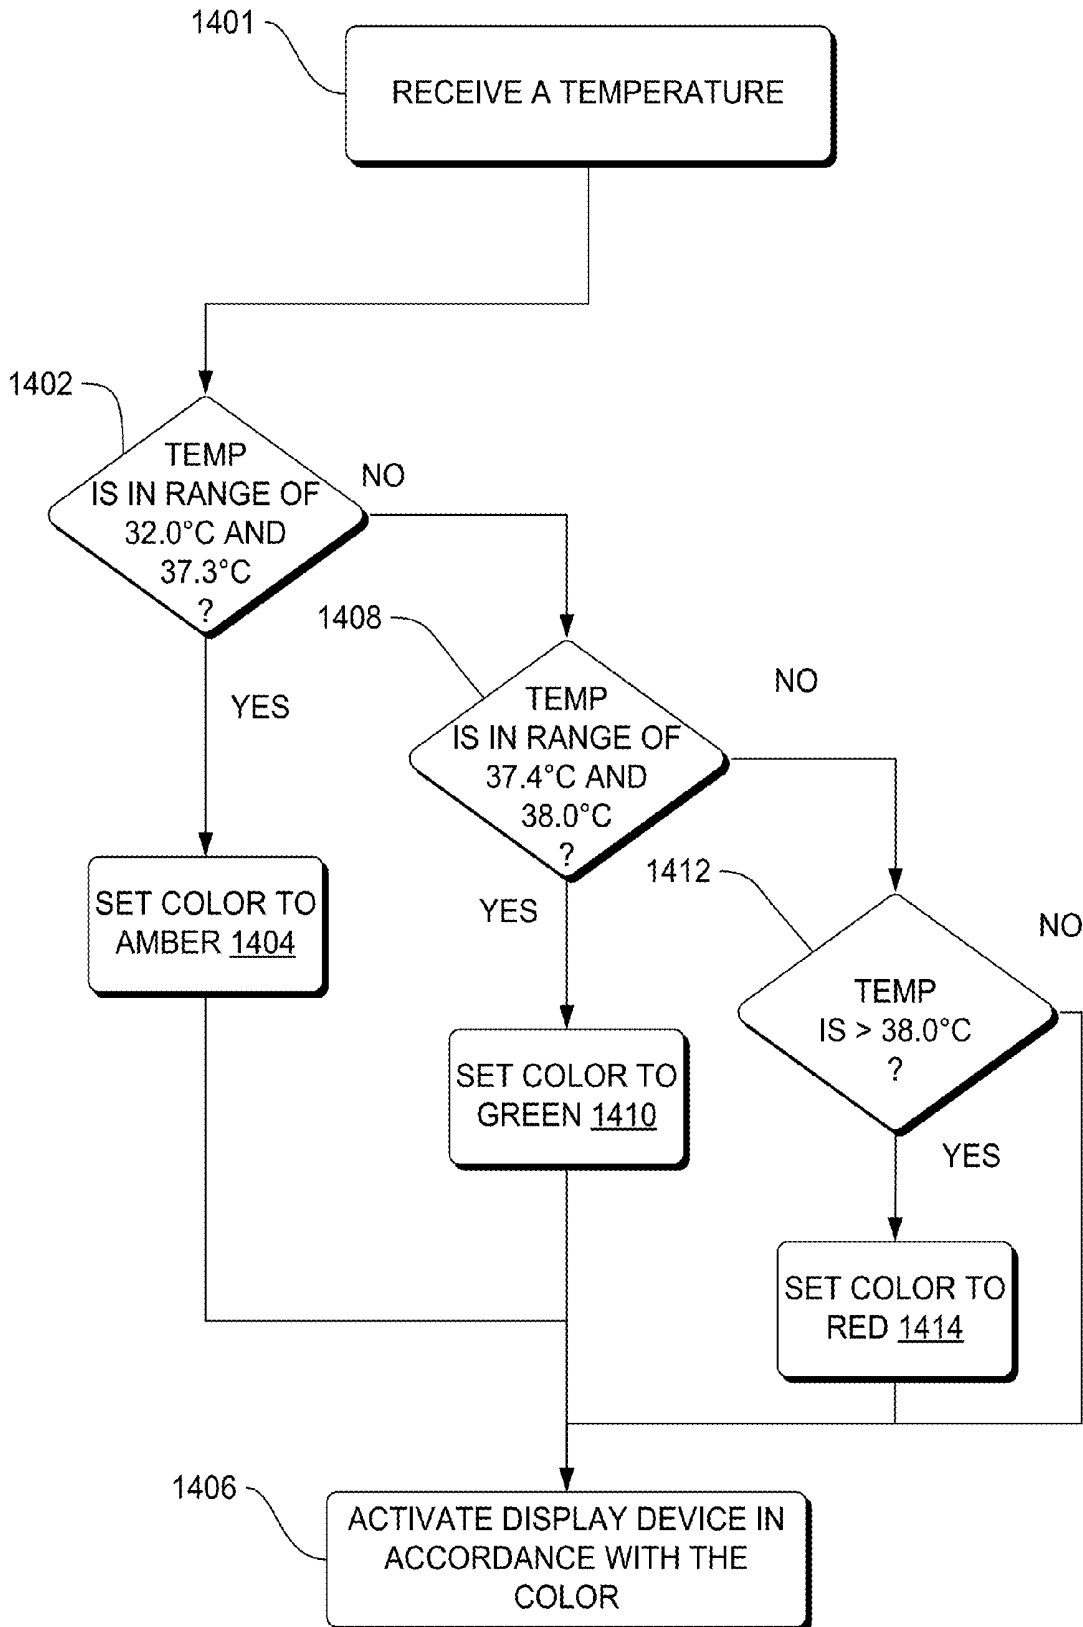 1401
RECEIVE A TEMPERATURE
1402
TEMP
IS IN RANGE OF
32.0°C AND
37.3°C
?
NO
YES
1408
TEMP
IS IN RANGE OF
37.4°C AND
38.0°C
?
NO
YES
SET COLOR TO
AMBER 1404
1412
TEMP
IS > 38.0°C
?
NO
YES
SET COLOR TO
GREEN 1410
SET COLOR TO
RED 1414
1406
ACTIVATE DISPLAY DEVICE IN
ACCORDANCE WITH THE
COLOR